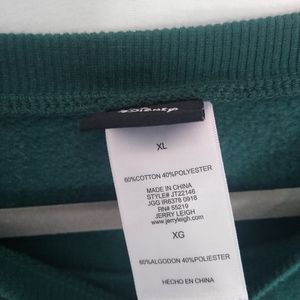 Disney
XL
60%COTTON 40%POLYESTER
MADE IN CHINA
STYLE# JT22146
JGG IR6378 0918
RN# 55219
JERRY LEIGH
www.jerryleigh.com
XG
60%ALGODON 40%POLIESTER
HECHO EN CHINA